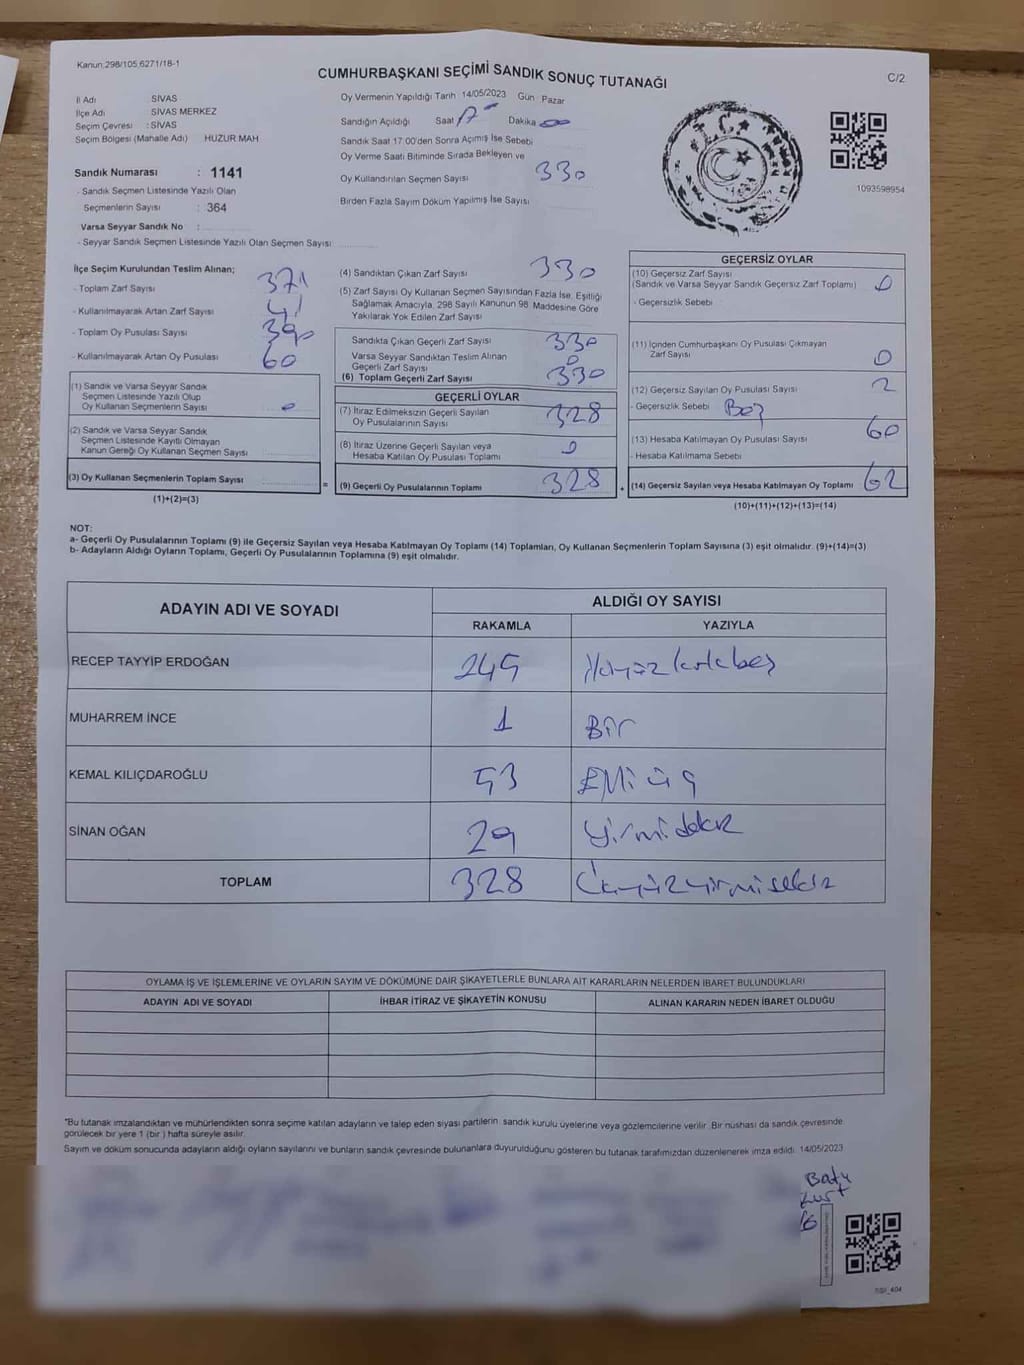 Kanun:298/105,6271/18-1
CUMHURBAŞKANI SEÇİMİ SANDIK SONUÇ TUTANAĞI
C/2
İl Adı SİVAS
İlçe Adı SİVAS MERKEZ
Seçim Çevresi : SİVAS
Seçim Bölgesi (Mahalle Adı) HUZUR MAH
Sandık Numarası : 1141
- Sandık Seçmen Listesinde Yazılı Olan
Seçmenlerin Sayısı : 364
Varsa Seyyar Sandık No :
- Seyyar Sandık Seçmen Listesinde Yazılı Olan Seçmen Sayısı
Oy Vermenin Yapıldığı Tarih 14/05/2023 Gün Pazar
Sandığın Açıldığı Saat 17 Dakika 00
Sandık Saat 17.00'den Sonra Açımış İse Sebebi
Oy Verme Saati Bitiminde Sırada Bekleyen ve
Oy Kullandırılan Seçmen Sayısı 330
Birden Fazla Sayım Döküm Yapılmış İse Sayısı
T.C.
1093598954
İlçe Seçim Kurulundan Teslim Alınan;
- Toplam Zarf Sayısı 371
- Kullanılmayarak Artan Zarf Sayısı 41
- Toplam Oy Pusulası Sayısı 390
- Kullanılmayarak Artan Oy Pusulası 60
(1) Sandık ve Varsa Seyyar Sandık
Seçmen Listesinde Yazılı Olup
Oy Kullanan Seçmenlerin Sayısı 0
(2) Sandık ve Varsa Seyyar Sandık
Seçmen Listesinde Kayıtlı Olmayan
Kanun Gereği Oy Kullanan Seçmen Sayısı
(3) Oy Kullanan Seçmenlerin Toplam Sayısı
(1)+(2)=(3)
=
(4) Sandıktan Çıkan Zarf Sayısı 330
(5) Zarf Sayısı Oy Kullanan Seçmen Sayısından Fazla İse, Eşitliği
Sağlamak Amacıyla, 298 Sayılı Kanunun 98. Maddesine Göre
Yakılarak Yok Edilen Zarf Sayısı
Sandıkta Çıkan Geçerli Zarf Sayısı 330
Varsa Seyyar Sandıktan Teslim Alınan
Geçerli Zarf Sayısı 0
(6) Toplam Geçerli Zarf Sayısı 330
GEÇERLİ OYLAR
(7) İtiraz Edilmeksizin Geçerli Sayılan
Oy Pusulalarının Sayısı 328
(8) İtiraz Üzerine Geçerli Sayılan veya
Hesaba Katılan Oy Pusulası Toplamı 0
(9) Geçerli Oy Pusulalarının Toplamı 328
+
GEÇERSİZ OYLAR
(10) Geçersiz Zarf Sayısı
(Sandık ve Varsa Seyyar Sandık Geçersiz Zarf Toplamı) 0
- Geçersizlik Sebebi
(11) İçinden Cumhurbaşkanı Oy Pusulası Çıkmayan
Zarf Sayısı 0
(12) Geçersiz Sayılan Oy Pusulası Sayısı 2
- Geçersizlik Sebebi Boş
(13) Hesaba Katılmayan Oy Pusulası Sayısı 60
- Hesaba Katılmama Sebebi
(14) Geçersiz Sayılan veya Hesaba Katılmayan Oy Toplamı 62
(10)+(11)+(12)+(13)=(14)
NOT:
a- Geçerli Oy Pusulalarının Toplamı (9) ile Geçersiz Sayılan veya Hesaba Katılmayan Oy Toplamı (14) Toplamları, Oy Kullanan Seçmenlerin Toplam Sayısına (3) eşit olmalıdır. (9)+(14)=(3)
b- Adayların Aldığı Oyların Toplamı, Geçerli Oy Pusulalarının Toplamına (9) eşit olmalıdır.
ADAYIN ADI VE SOYADI
ALDIĞI OY SAYISI
RAKAMLA YAZIYLA
RECEP TAYYİP ERDOĞAN 245 İkiyüzkırkbeş
MUHARREM İNCE 1 Bir
KEMAL KILIÇDAROĞLU 53 Elliüç
SİNAN OĞAN 29 Yirmidokuz
TOPLAM 328 Üçyüzyirmisekiz
OYLAMA İŞ VE İŞLEMLERİNE VE OYLARIN SAYIM VE DÖKÜMÜNE DAİR ŞİKAYETLERLE BUNLARA AİT KARARLARIN NELERDEN İBARET BULUNDUKLARI
ADAYIN ADI VE SOYADI İHBAR İTİRAZ VE ŞİKAYETİN KONUSU ALINAN KARARIN NEDEN İBARET OLDUĞU
*Bu tutanak imzalandıktan ve mühürlendikten sonra seçime katılan adayların ve talep eden siyasi partilerin sandık kurulu üyelerine veya gözlemcilerine verilir. Bir nüshası da sandık çevresinde
görülecek bir yere 1 (bir ) hafta süreyle asılır.
Sayım ve döküm sonucunda adayların aldığı oyların sayılarını ve bunların sandık çevresinde bulunanlara duyurulduğunu gösteren bu tutanak tarafımızdan düzenlenerek imza edildi. 14/05/2023
Batu
Kurt